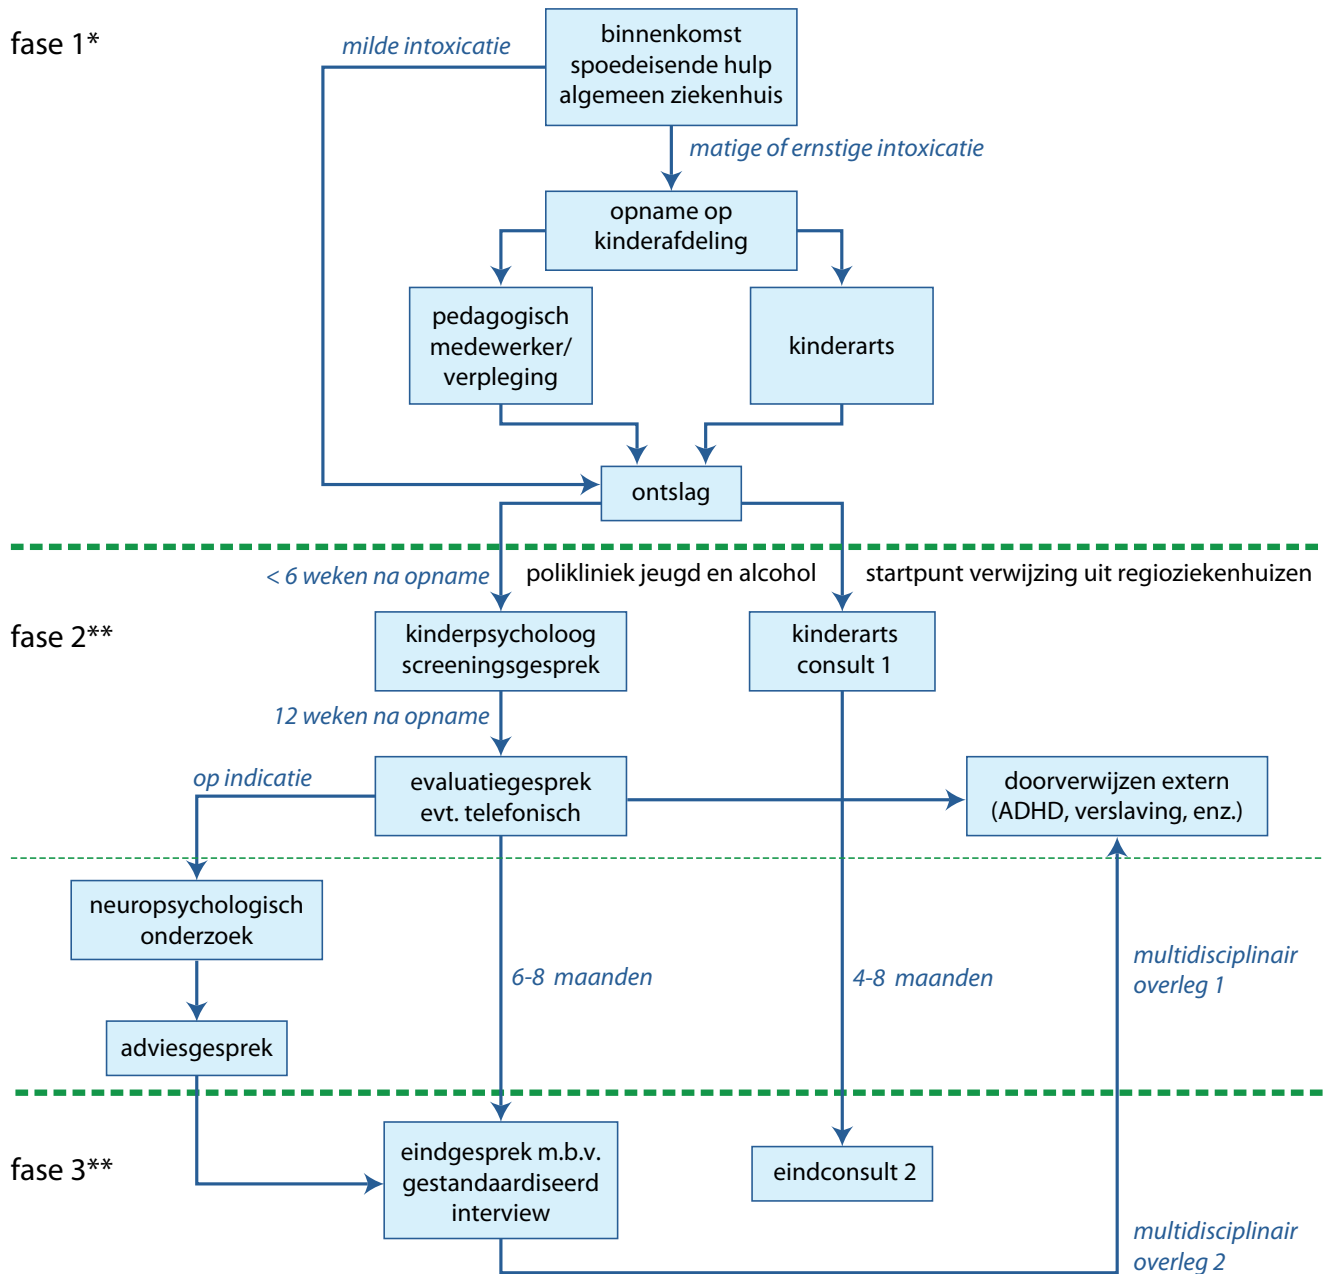 fase 1*
milde intoxicatie
binnenkomst
spoedeisende hulp
algemeen ziekenhuis
matige of ernstige intoxicatie
opname op
kinderafdeling
pedagogisch
medewerker/
verpleging
kinderarts
ontslag
< 6 weken na opname
polikliniek jeugd en alcohol
startpunt verwijzing uit regioziekenhuizen
fase 2**
kinderpsycholoog
screeningsgesprek
kinderarts
consult 1
12 weken na opname
op indicatie
evaluatiegesprek
evt. telefonisch
doorverwijzen extern
(ADHD, verslaving, enz.)
neuropsychologisch
onderzoek
6-8 maanden
4-8 maanden
multidisciplinair
overleg 1
adviesgesprek
fase 3**
eindgesprek m.b.v.
gestandaardiseerd
interview
eindconsult 2
multidisciplinair
overleg 2